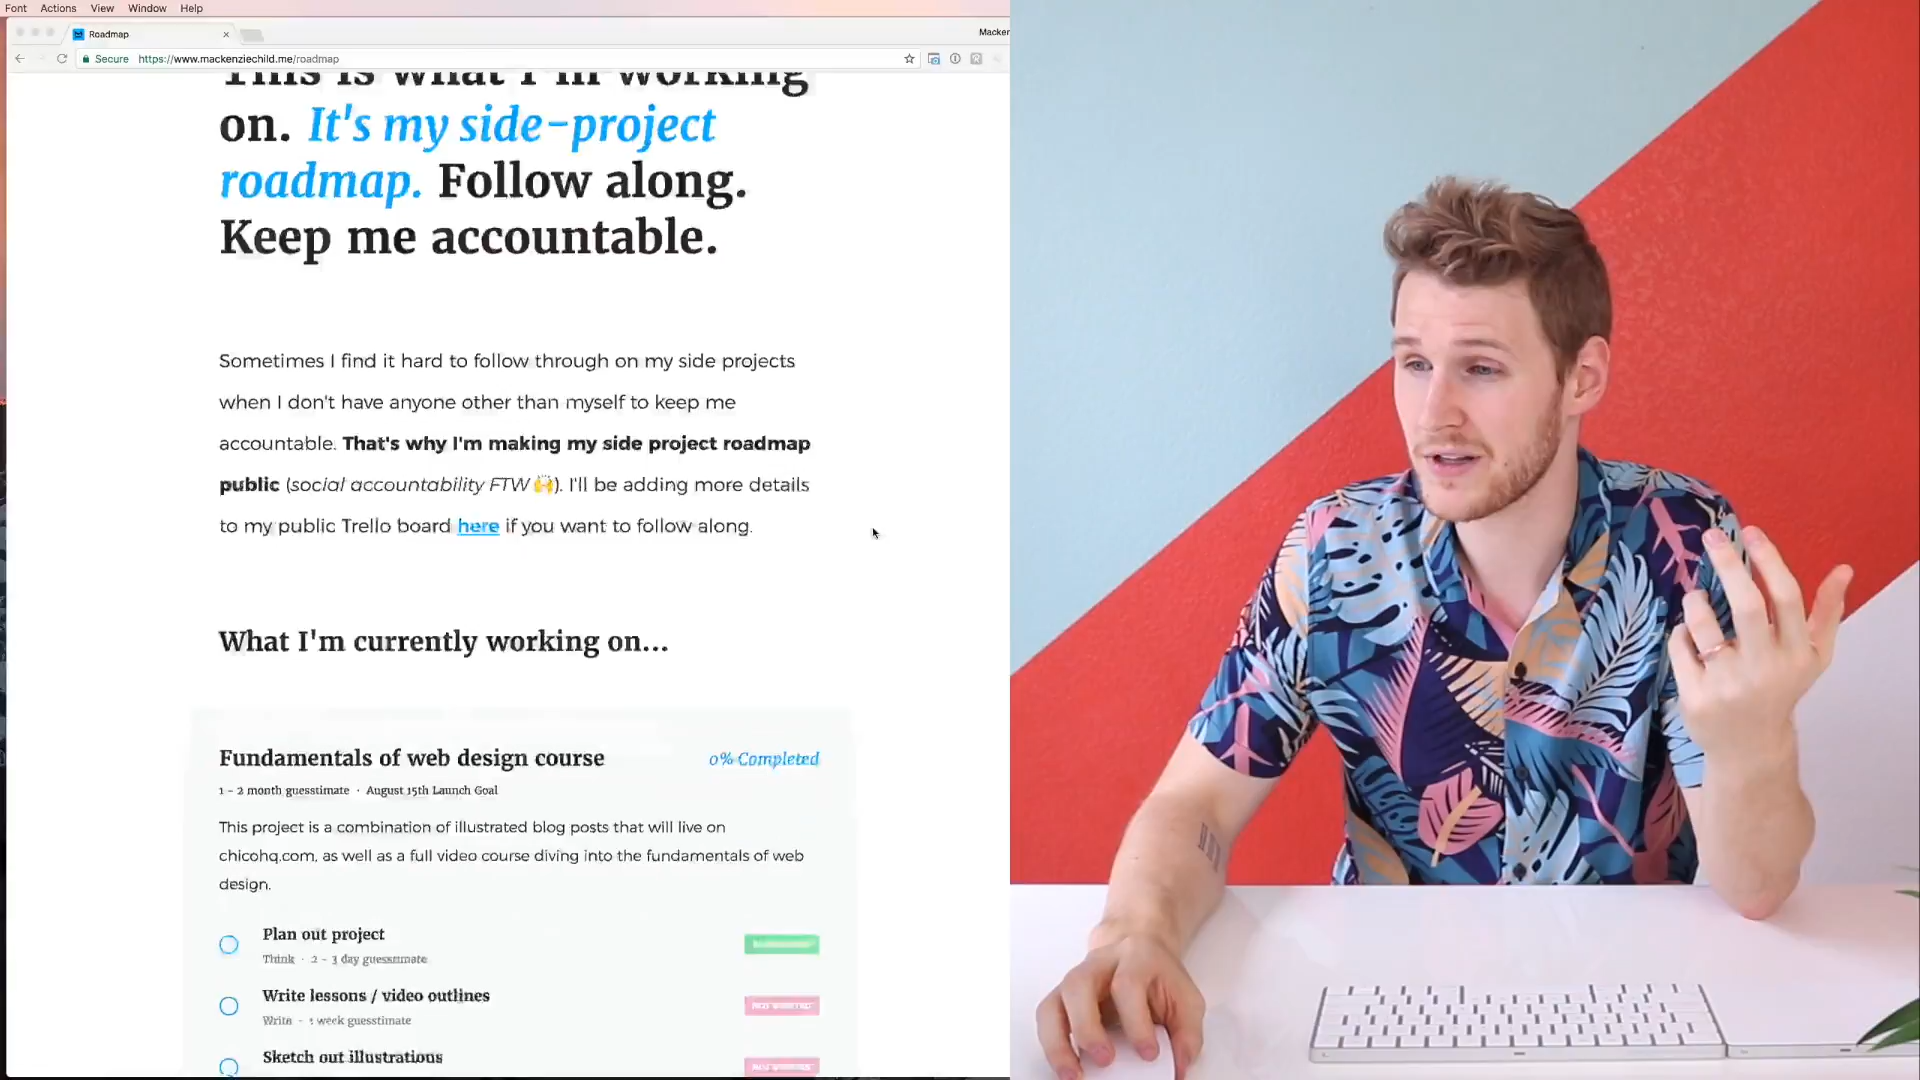 Font Actions View Window Help
Roadmap
Macken
Secure https://www.mackenziechild.me/roadmap
This is what I'm working
on. It's my side-project
roadmap. Follow along.
Keep me accountable.
Sometimes I find it hard to follow through on my side projects
when I don't have anyone other than myself to keep me
accountable. That's why I'm making my side project roadmap
public (social accountability FTW 🙌). I'll be adding more details
to my public Trello board here if you want to follow along.
What I'm currently working on...
Fundamentals of web design course
0% Completed
1 - 2 month guesstimate · August 15th Launch Goal
This project is a combination of illustrated blog posts that will live on
chicohq.com, as well as a full video course diving into the fundamentals of web
design.
Plan out project
Think · 2 - 3 day guesstimate
Write lessons / video outlines
Write - 1 week guesstimate
Sketch out illustrations